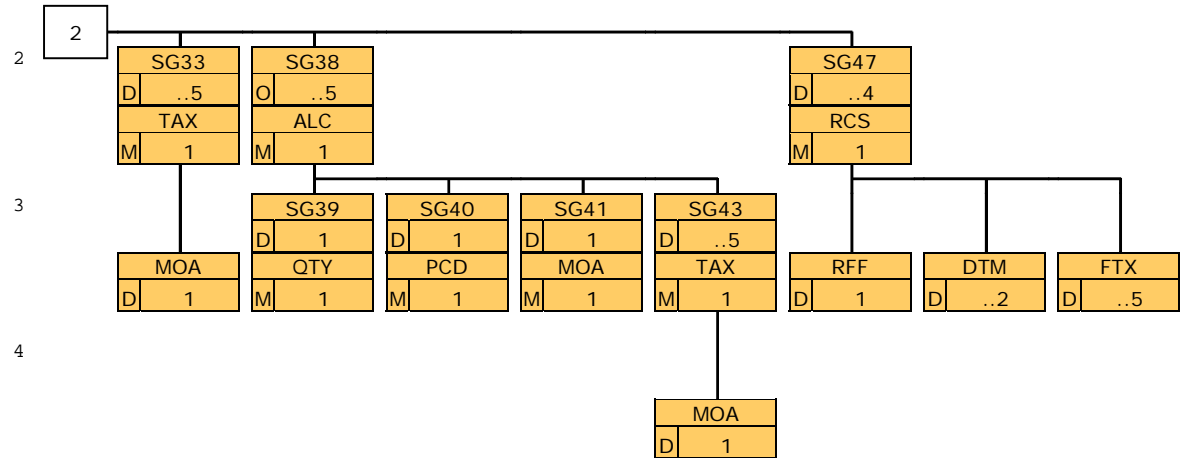 2
2
SG33 SG38 SG47
D ..5 O ..5 D ..4
TAX ALC RCS
M 1 M 1 M 1
3
SG39 SG40 SG41 SG43
D 1 D 1 D 1 D ..5
MOA QTY PCD MOA TAX RFF DTM FTX
D 1 M 1 M 1 M 1 M 1 D 1 D ..2 D ..5
4
MOA
D 1